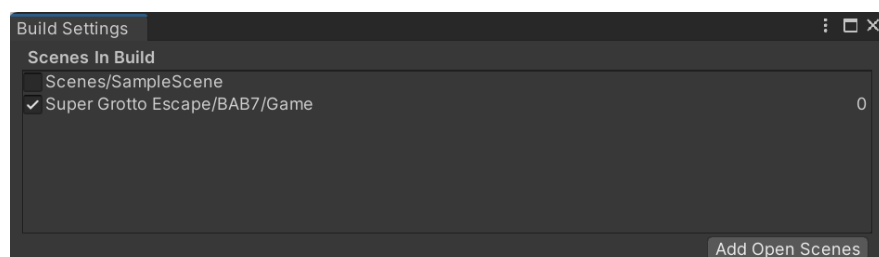 Build Settings
Scenes In Build
Scenes/SampleScene
Super Grotto Escape/BAB7/Game 0
Add Open Scenes